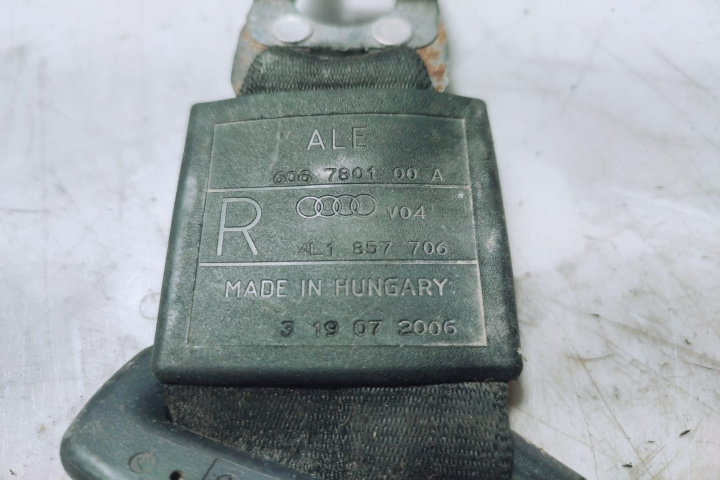 ALE
606 7801 00 A
R V04
4L1 857 706
MADE IN HUNGARY
3 19 07 2006